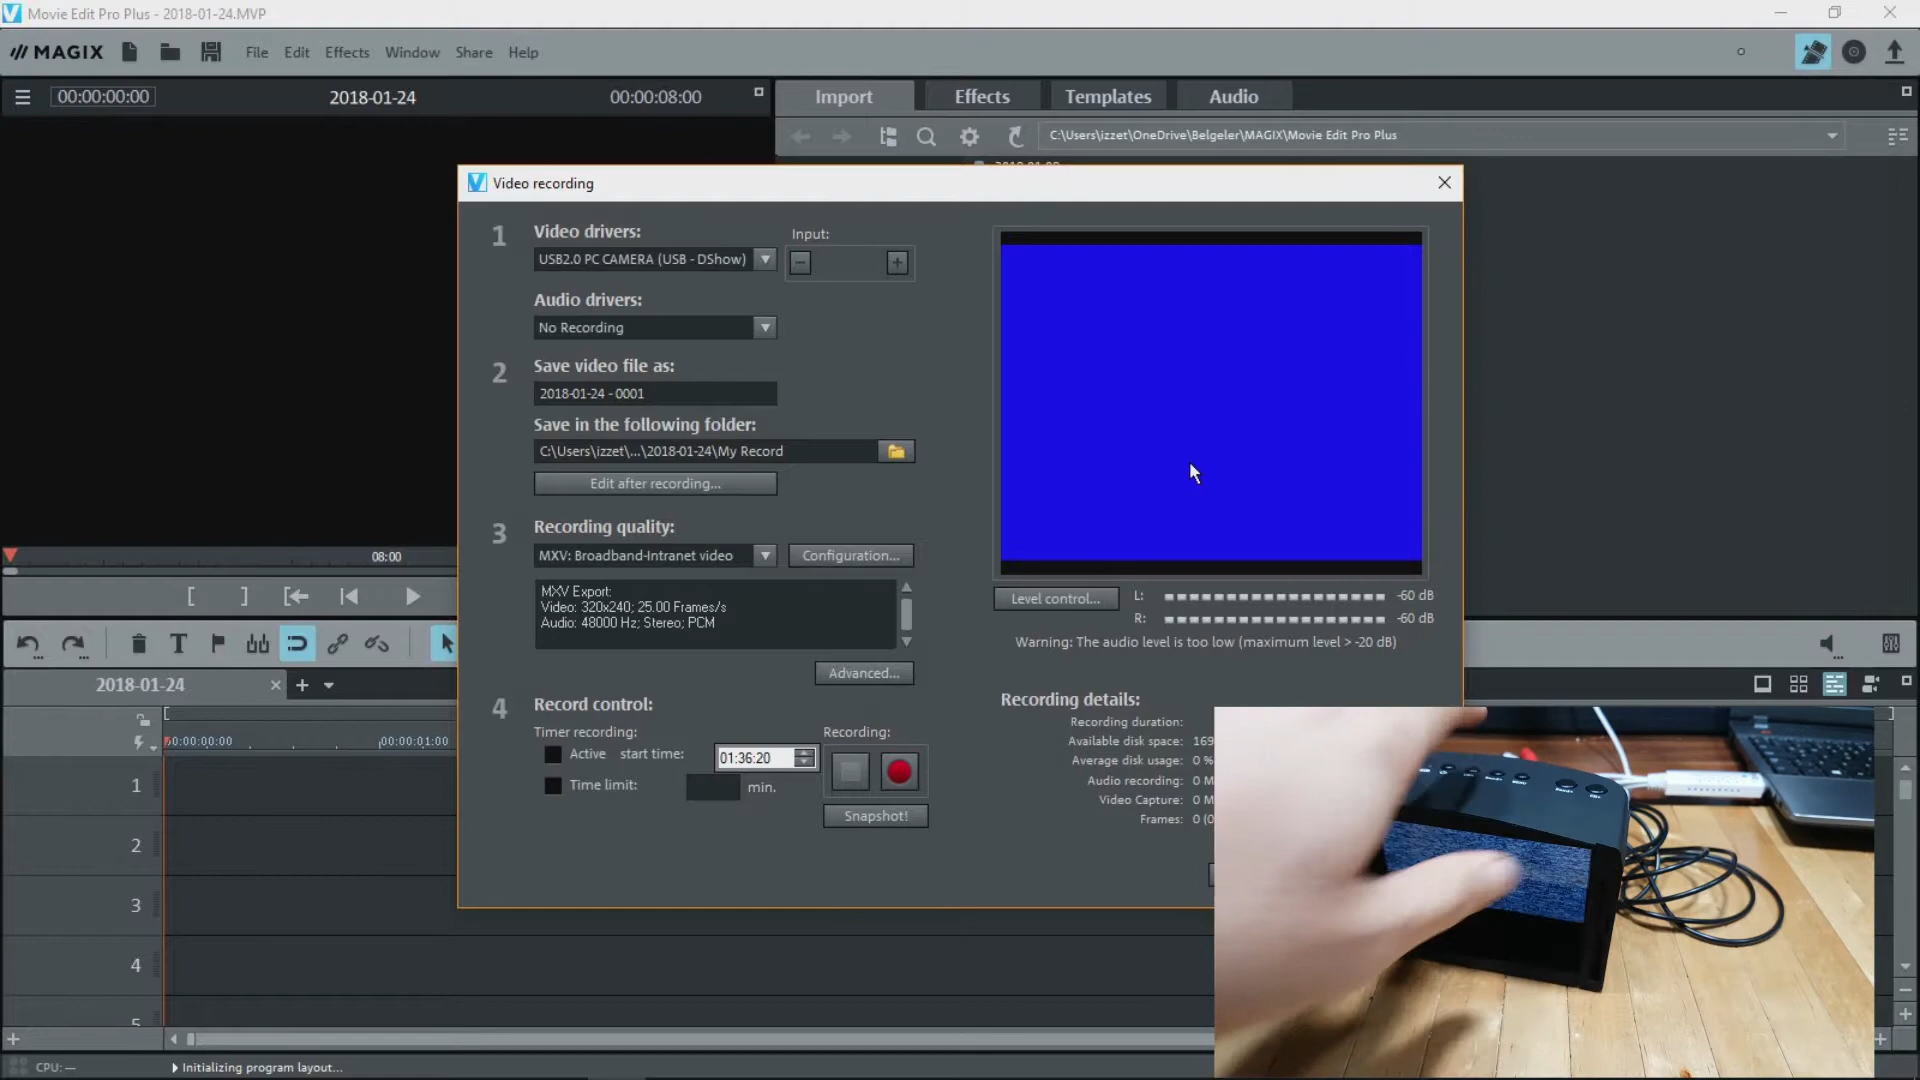 Movie Edit Pro Plus - 2018-01-24.MVP
MAGIX File Edit Effects Window Share Help
00:00:00:00 2018-01-24 00:00:08:00
Import Effects Templates Audio
C:\Users\izzet\OneDrive\Belgeler\MAGIX\Movie Edit Pro Plus
Video recording
1 Video drivers: Input:
USB2.0 PC CAMERA (USB - DShow)
Audio drivers:
No Recording
2 Save video file as:
2018-01-24 - 0001
Save in the following folder:
C:\Users\izzet\...\2018-01-24\My Record
Edit after recording...
3 Recording quality:
MXV: Broadband-Intranet video Configuration...
MXV Export:
Video: 320x240; 25.00 Frames/s
Audio: 48000 Hz; Stereo; PCM
Advanced...
4 Record control:
Timer recording: Recording:
Active start time: 01:36:20
Time limit: min.
Snapshot!
Level control... L: -60 dB
R: -60 dB
Warning: The audio level is too low (maximum level > -20 dB)
Recording details:
Recording duration:
Available disk space: 169
Average disk usage: 0 %
Audio recording: 0 M
Video Capture: 0 M
Frames: 0 (0
08:00
2018-01-24
00:00:00:00 00:00:01:00
1
2
3
4
5
CPU: —
Initializing program layout...